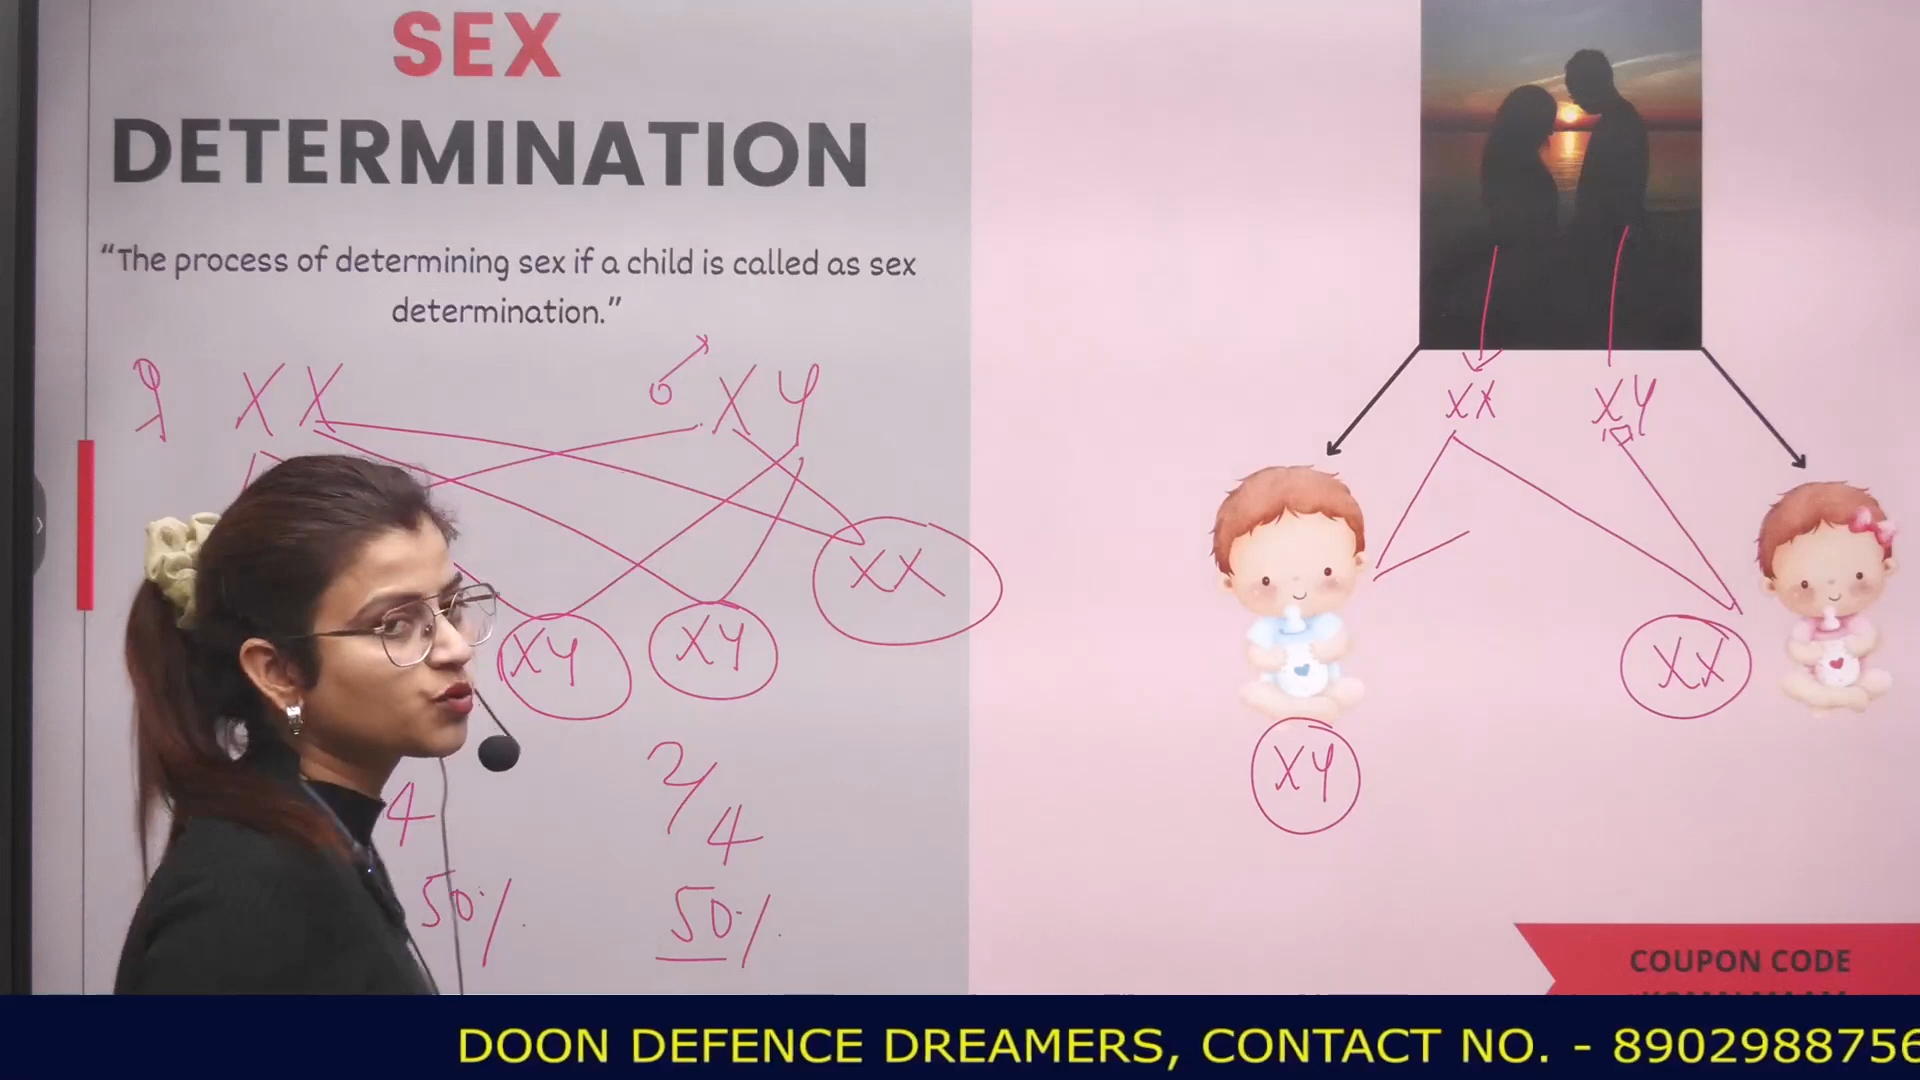 SEX
DETERMINATION
“The process of determining sex if a child is called as sex
determination.”
♀ XX ♂ XY
XX XY
XX
XY XY
XX
XY
2/4
4
50% 50%
COUPON CODE
DOON DEFENCE DREAMERS, CONTACT NO. - 8902988756